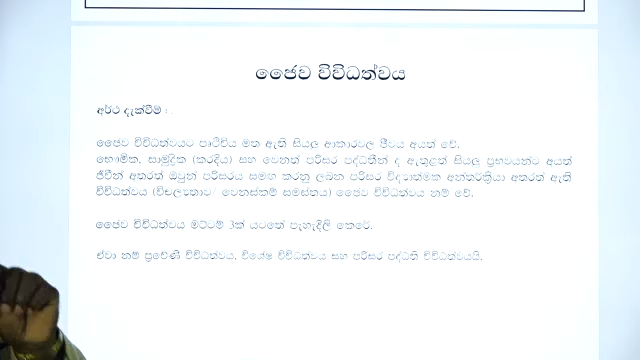 ජෛව විවිධත්වය
අර්ථ දැක්වීම :
ජෛව විවිධත්වයට පෘථිවිය මත ඇති සියලු ආකාරවල ජීවය අයත් වේ.
භෞමික, සාමුද්‍රික (කරදිය) සහ වෙනත් පරිසර පද්ධතීන් ද ඇතුළත් සියලු ප්‍රභවයන්ට අයත්
ජීවීන් අතරත් ඔවුන් පරිසරය සමඟ කරනු ලබන පරිසර විද්‍යාත්මක අන්තර්ක්‍රියා අතරත් ඇති
විවිධත්වය (විචල්‍යතාව/ වෙනස්කම් සමස්තය) ජෛව විවිධත්වය නම් වේ.
ජෛව විවිධත්වය මට්ටම් 3ක් යටතේ පැහැදිලි කෙරේ.
ඒවා නම් ප්‍රවේණි විවිධත්වය, විශේෂ විවිධත්වය සහ පරිසර පද්ධති විවිධත්වයයි.